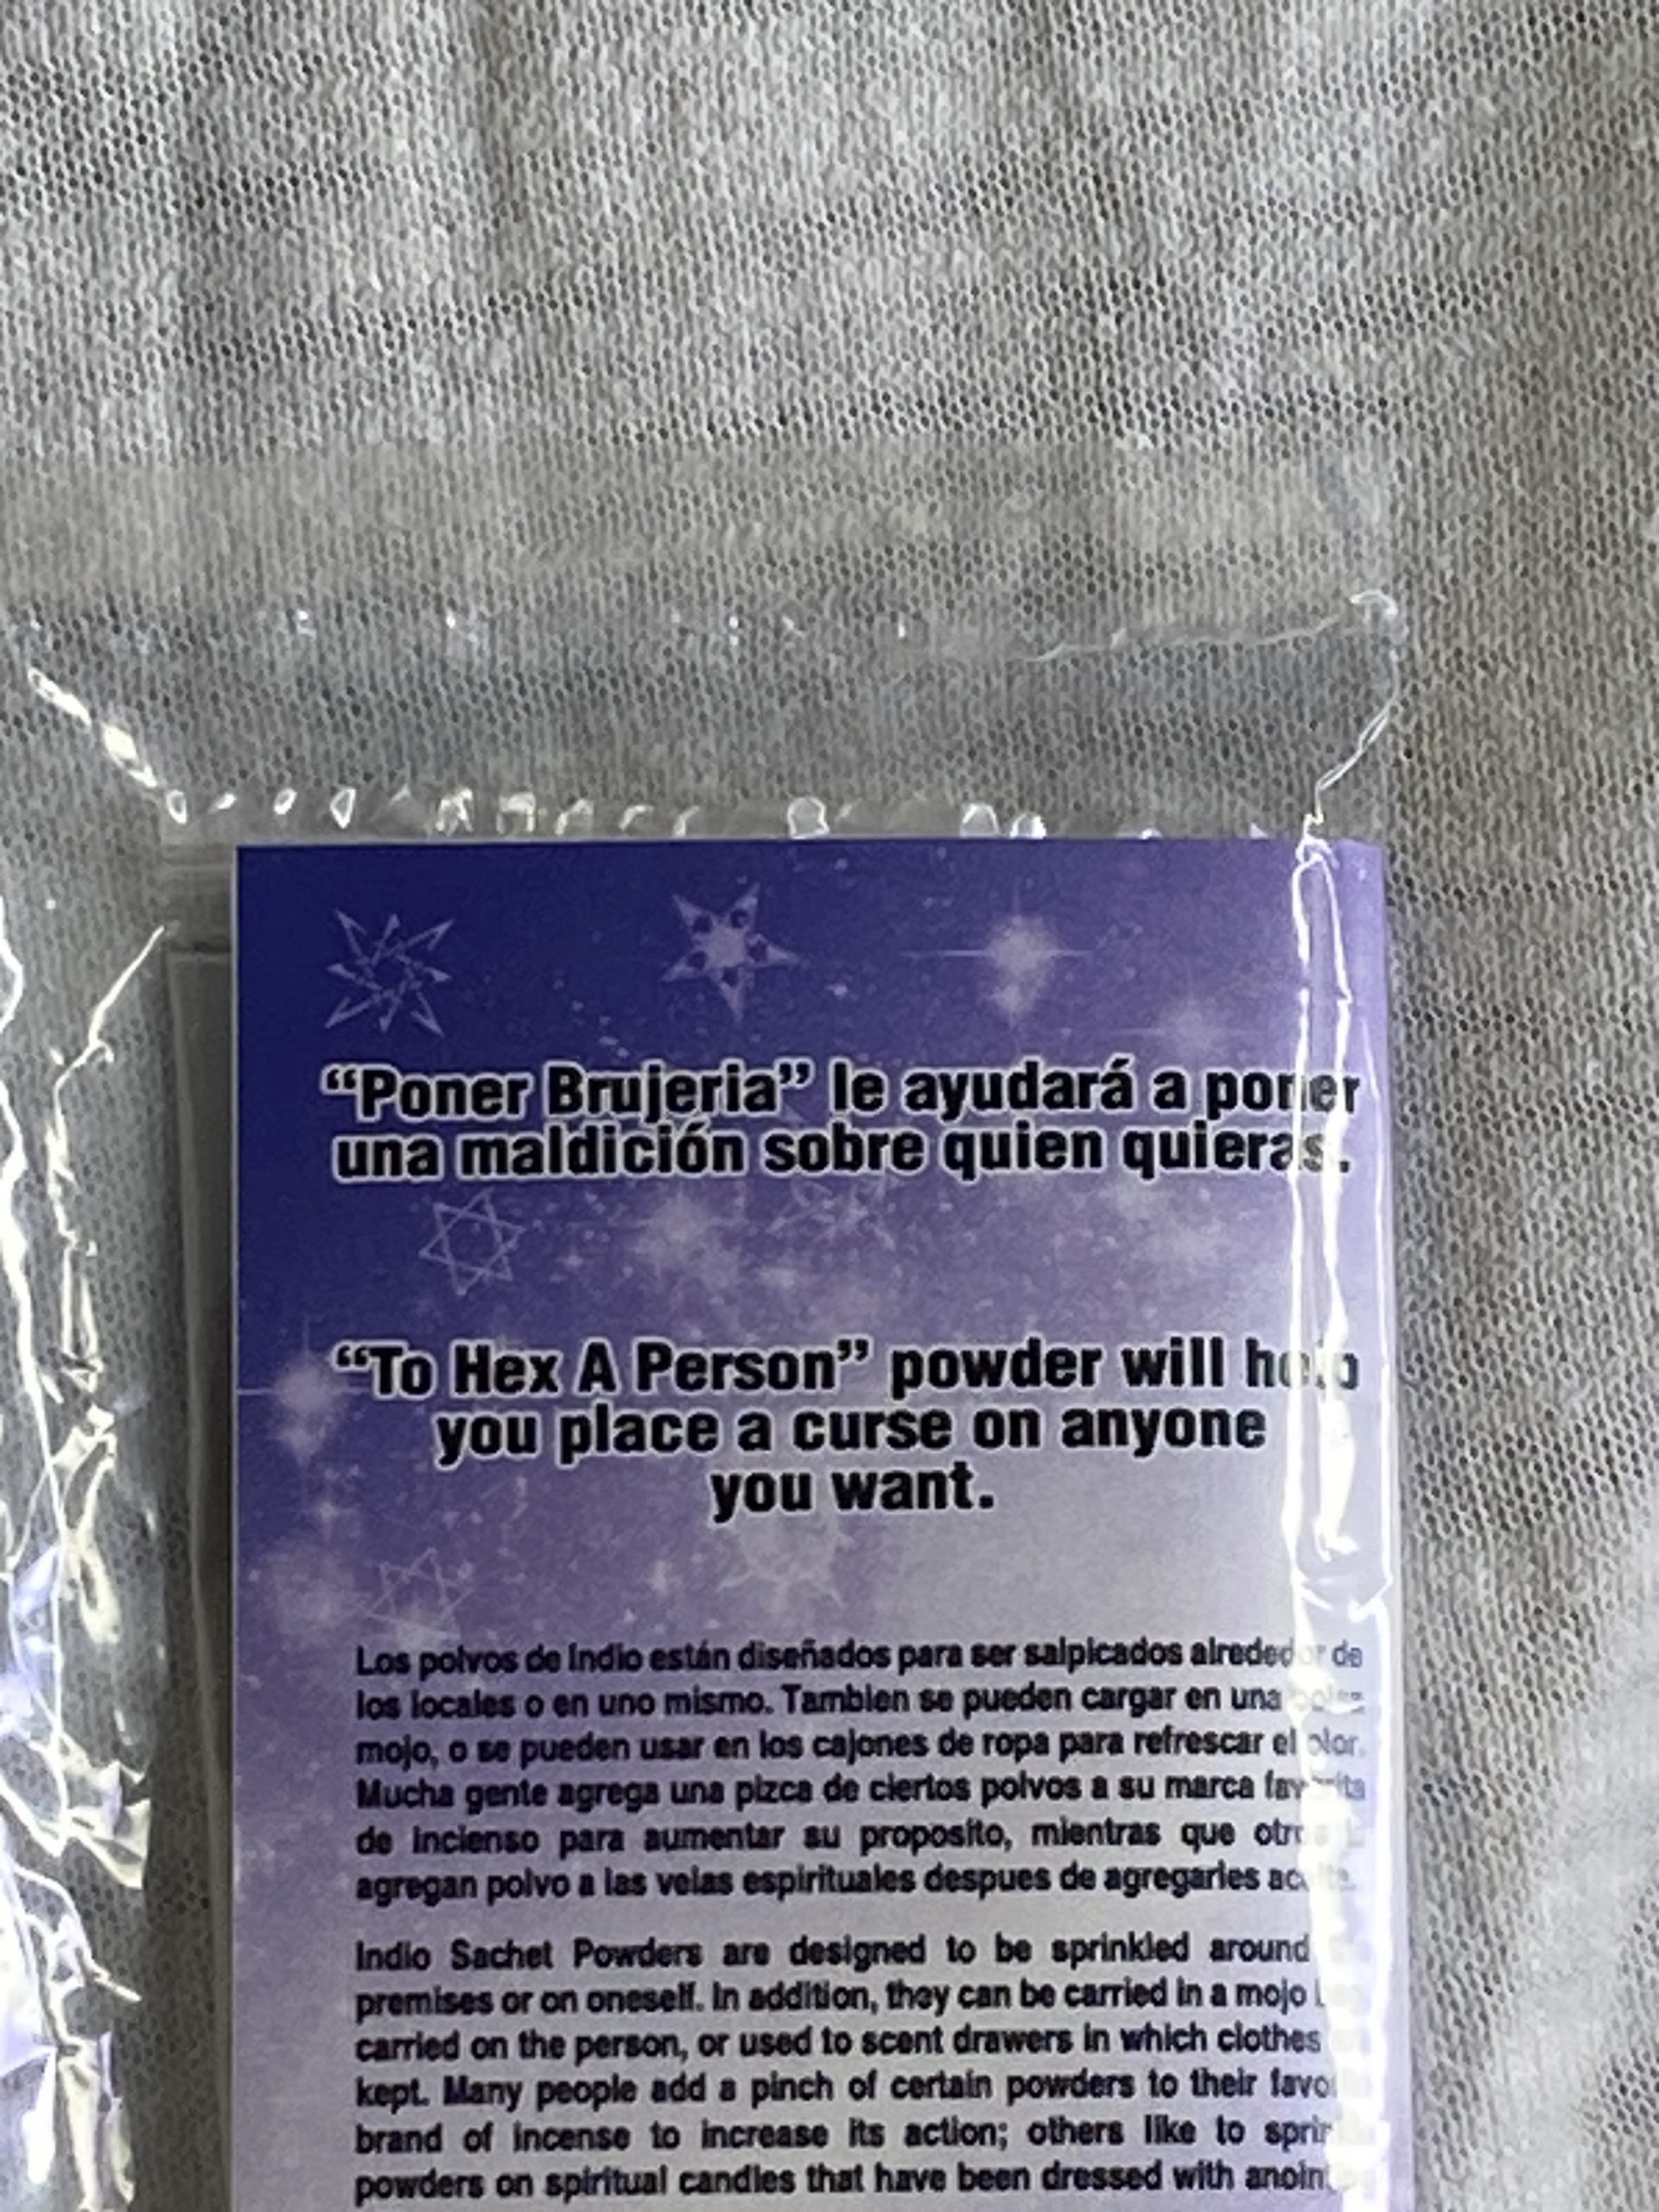 “Poner Brujeria” le ayudará a poner
una maldición sobre quien quieras.
“To Hex A Person” powder will help
you place a curse on anyone
you want.
Los polvos de Indio están diseñados para ser salpicados alrededor de
los locales o en uno mismo. Tambien se pueden cargar en una
mojo, o se pueden usar en los cajones de ropa para refrescar el olor.
Mucha gente agrega una pizca de ciertos polvos a su marca favorita
de incienso para aumentar su proposito, mientras que
agregan polvo a las velas espirituales despues de agregarles
Indio Sachet Powders are designed to be sprinkled around
premises or on oneself. In addition, they can be carried in a mojo
carried on the person, or used to scent drawers in which clothes
kept. Many people add a pinch of certain powders to their
brand of incense to increase its action; others like to
powders on spiritual candles that have been dressed with